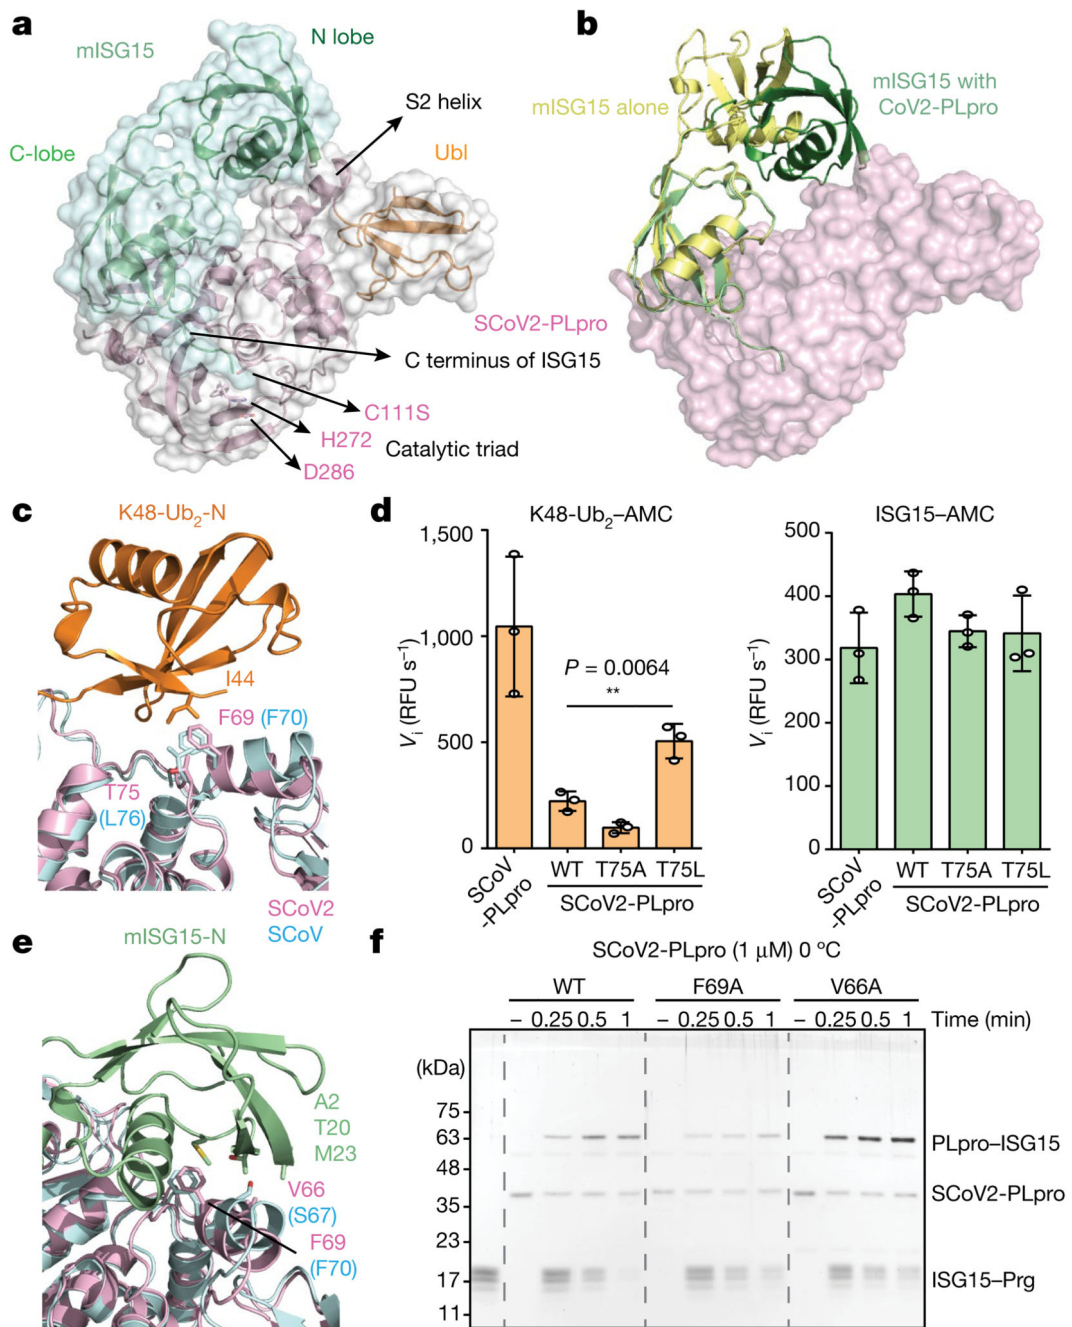 a
mISG15
N lobe
S2 helix
C-lobe
Ubl
SCoV2-PLpro
C terminus of ISG15
C111S
H272
Catalytic triad
D286
b
mISG15 alone
mISG15 with
CoV2-PLpro
c
K48-Ub₂-N
I44
F69 (F70)
T75
(L76)
SCoV2
SCoV
d
K48-Ub₂–AMC
1,500
1,000
500
0
Vᵢ (RFU s⁻¹)
P = 0.0064
**
SCoV
-PLpro
WT T75A T75L
SCoV2-PLpro
ISG15–AMC
500
400
300
200
100
0
Vᵢ (RFU s⁻¹)
SCoV
-PLpro
WT T75A T75L
SCoV2-PLpro
e
mISG15-N
A2
T20
M23
V66
(S67)
F69
(F70)
f
SCoV2-PLpro (1 μM) 0 °C
WT F69A V66A
– 0.25 0.5 1 – 0.25 0.5 1 – 0.25 0.5 1 Time (min)
(kDa)
75
63
48
35
23
17
11
PLpro–ISG15
SCoV2-PLpro
ISG15–Prg